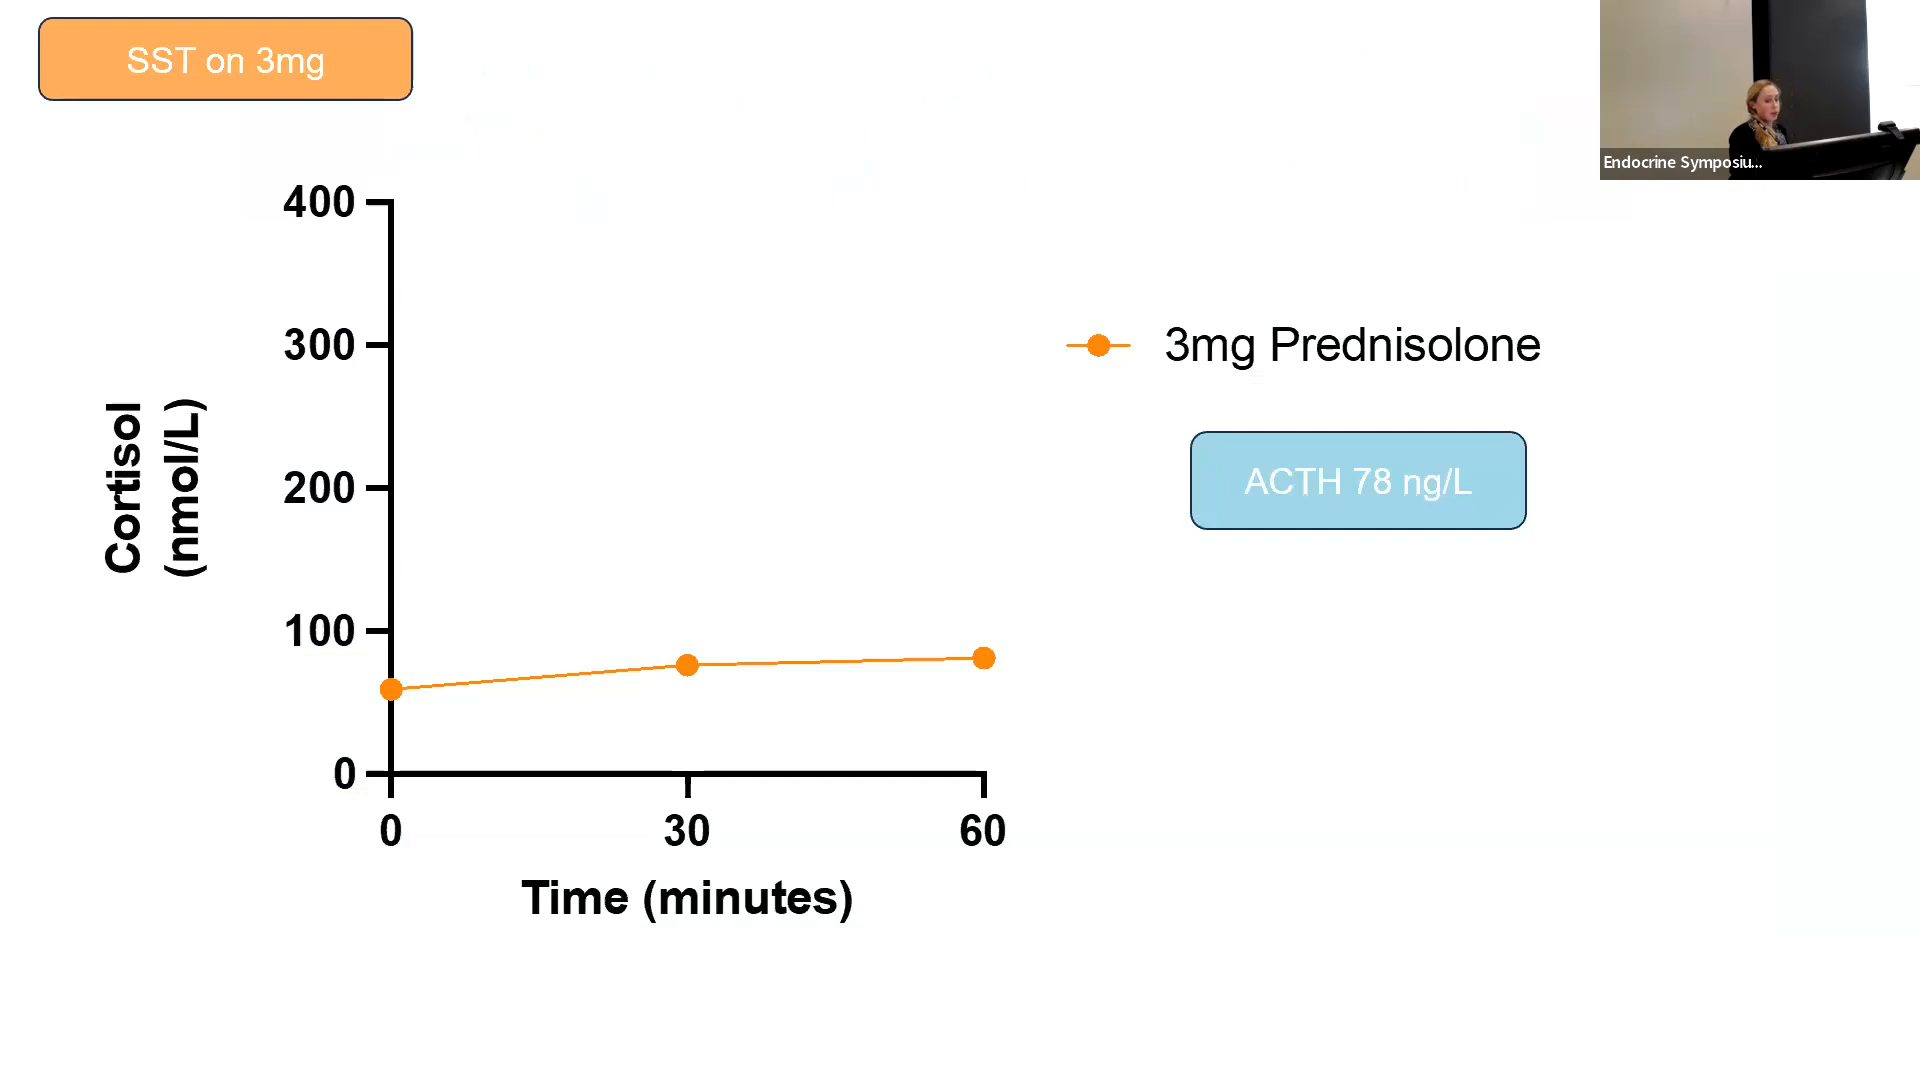 SST on 3mg
Endocrine Symposiu...
400
300
200
100
0
Cortisol
(nmol/L)
0
30
60
Time (minutes)
3mg Prednisolone
ACTH 78 ng/L